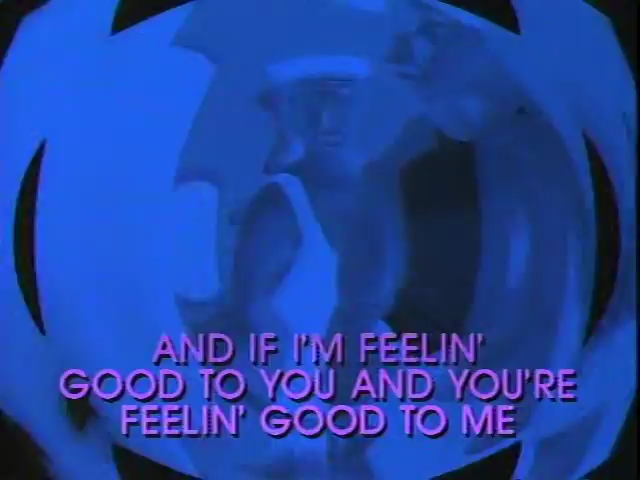 AND IF I'M FEELIN'
GOOD TO YOU AND YOU'RE
FEELIN' GOOD TO ME